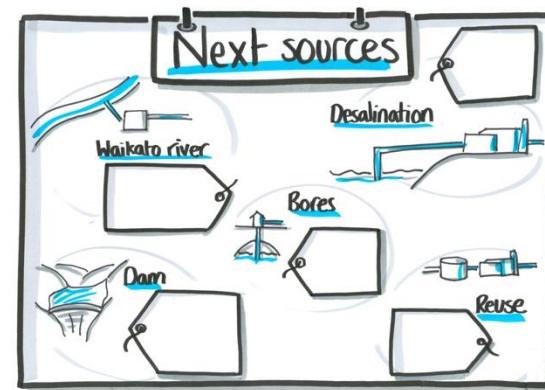 Next sources
Desalination
Waikato river
Bores
Dam
Reuse